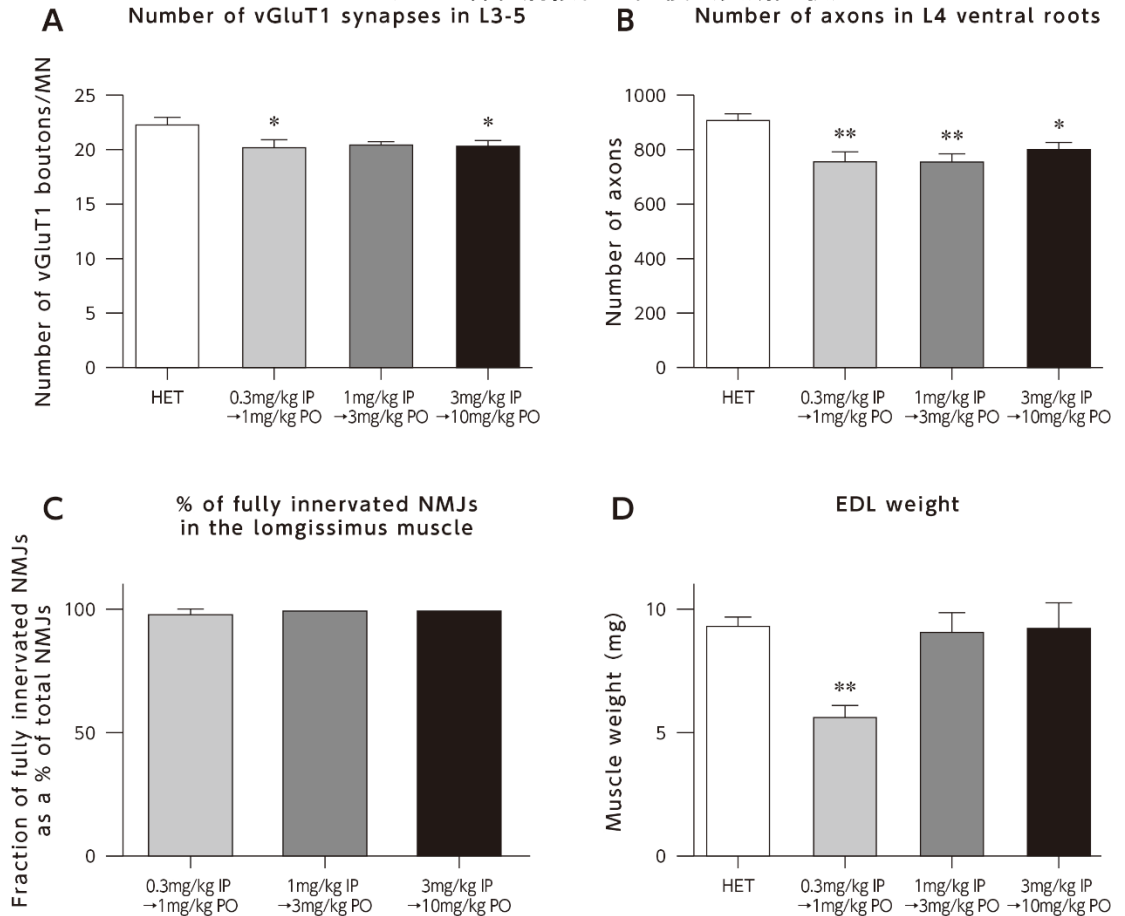 A
Number of vGluT1 synapses in L3-5
Number of vGluT1 boutons/MN
25
20
15
10
5
0
*
*
HET
0.3mg/kg IP
→1mg/kg PO
1mg/kg IP
→3mg/kg PO
3mg/kg IP
→10mg/kg PO
B
Number of axons in L4 ventral roots
Number of axons
1000
800
600
400
200
0
**
**
*
HET
0.3mg/kg IP
→1mg/kg PO
1mg/kg IP
→3mg/kg PO
3mg/kg IP
→10mg/kg PO
C
% of fully innervated NMJs
in the lomgissimus muscle
Fraction of fully innervated NMJs
as a % of total NMJs
100
50
0
0.3mg/kg IP
→1mg/kg PO
1mg/kg IP
→3mg/kg PO
3mg/kg IP
→10mg/kg PO
D
EDL weight
Muscle weight (mg)
10
5
0
**
HET
0.3mg/kg IP
→1mg/kg PO
1mg/kg IP
→3mg/kg PO
3mg/kg IP
→10mg/kg PO